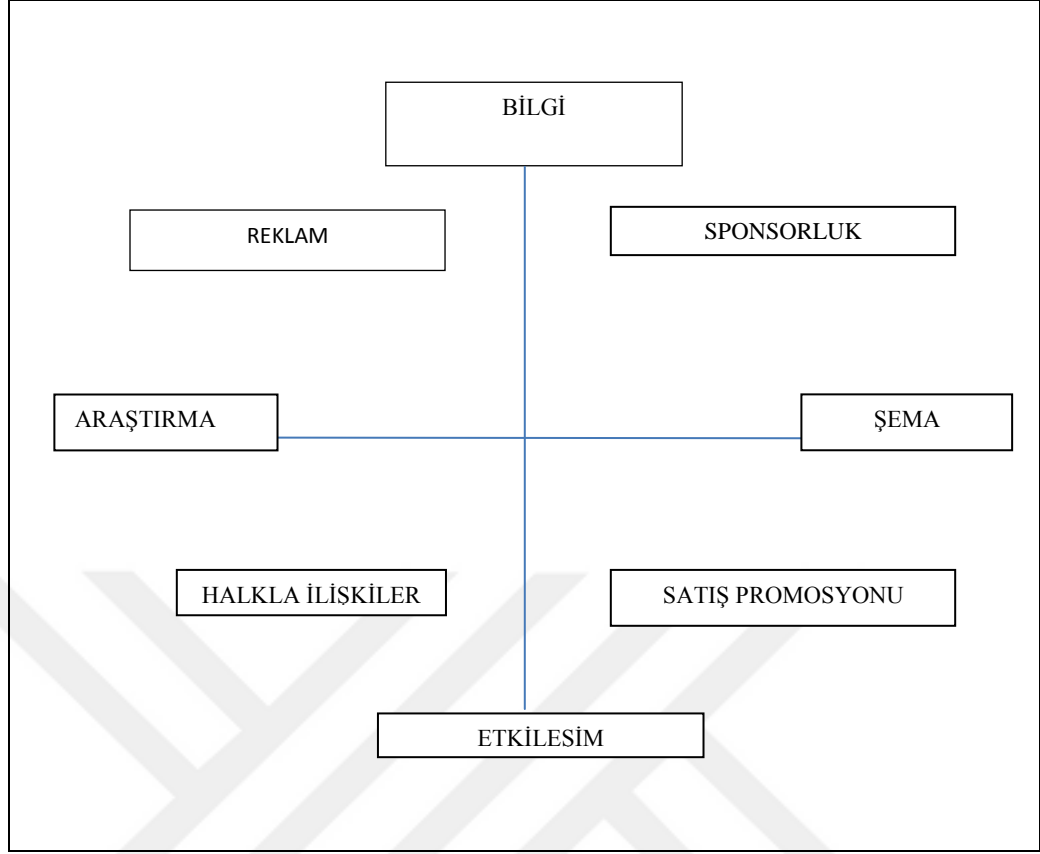 BİLGİ
REKLAM
SPONSORLUK
ARAŞTIRMA
ŞEMA
HALKLA İLİŞKİLER
SATIŞ PROMOSYONU
ETKİLESİM